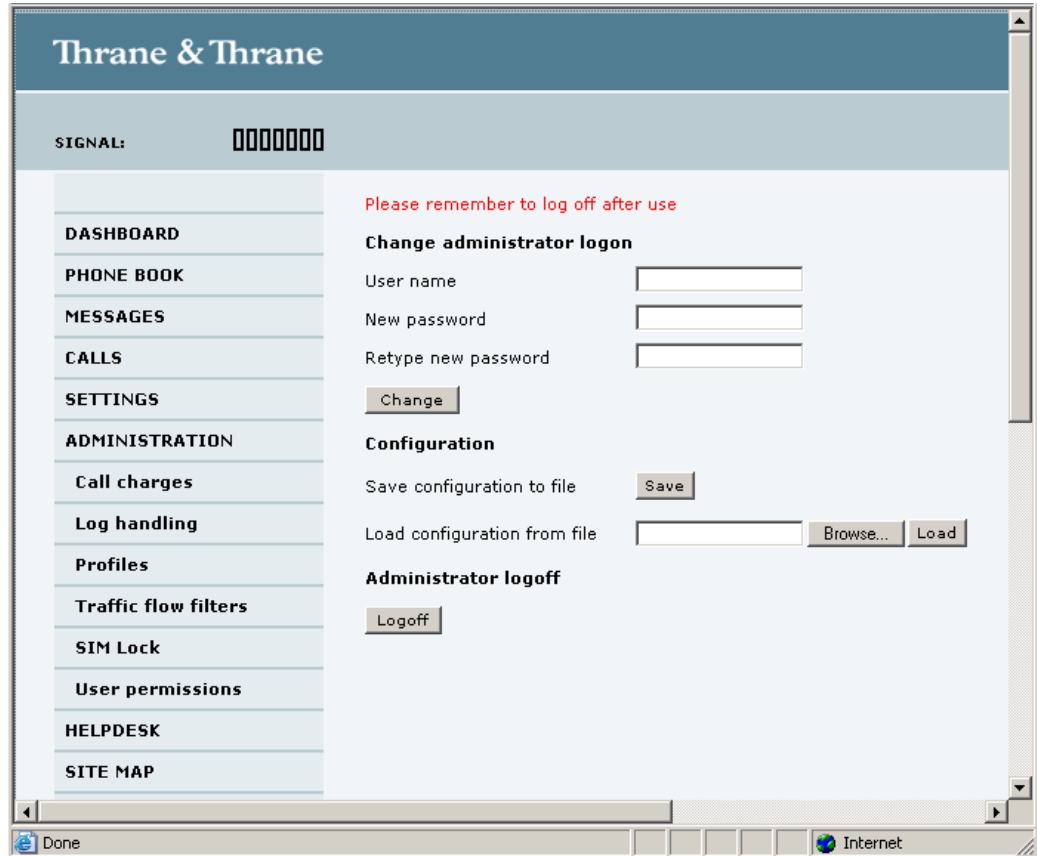 Thrane & Thrane
SIGNAL:
Please remember to log off after use
DASHBOARD
Change administrator logon
PHONE BOOK
User name
MESSAGES
New password
CALLS
Retype new password
SETTINGS
Change
ADMINISTRATION
Configuration
Call charges
Save configuration to file Save
Log handling
Load configuration from file Browse... Load
Profiles
Administrator logoff
Traffic flow filters
Logoff
SIM Lock
User permissions
HELPDESK
SITE MAP
Done Internet